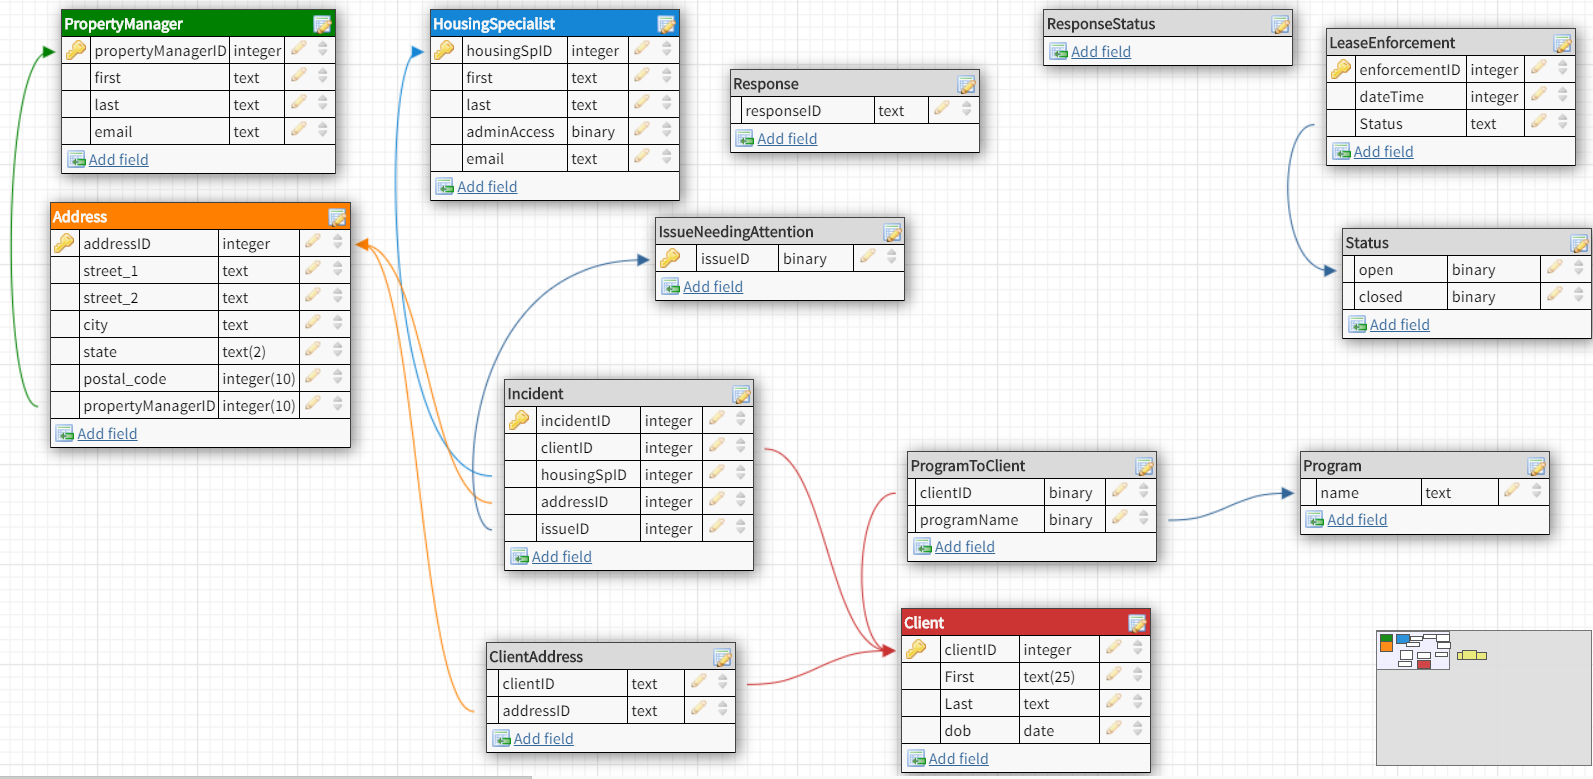 PropertyManager
propertyManagerID integer
first text
last text
email text
Add field
HousingSpecialist
housingSpID integer
first text
last text
adminAccess binary
email text
Add field
Response
responseID text
Add field
ResponseStatus
Add field
LeaseEnforcement
enforcementID integer
dateTime integer
Status text
Add field
Address
addressID integer
street_1 text
street_2 text
city text
state text(2)
postal_code integer(10)
propertyManagerID integer(10)
Add field
IssueNeedingAttention
issueID binary
Add field
Status
open binary
closed binary
Add field
Incident
incidentID integer
clientID integer
housingSpID integer
addressID integer
issueID integer
Add field
ProgramToClient
clientID binary
programName binary
Add field
Program
name text
Add field
ClientAddress
clientID text
addressID text
Add field
Client
clientID integer
First text(25)
Last text
dob date
Add field